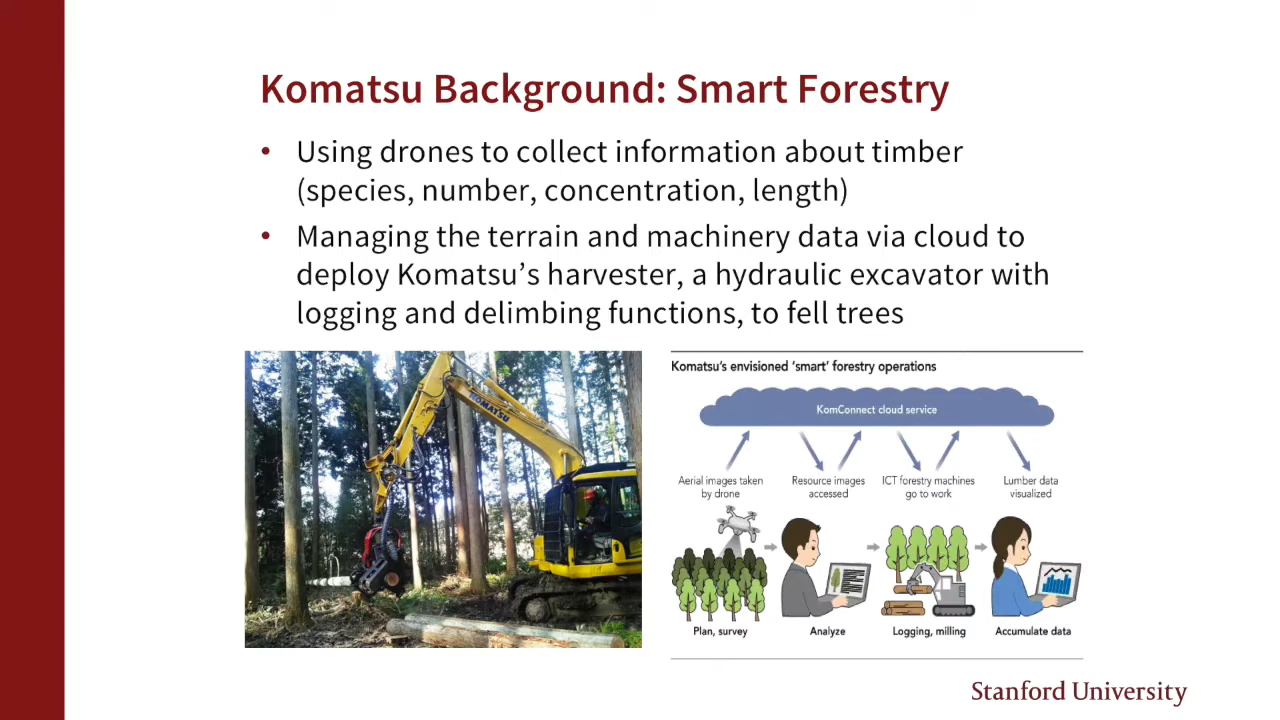 Komatsu Background: Smart Forestry
• Using drones to collect information about timber
(species, number, concentration, length)
• Managing the terrain and machinery data via cloud to
deploy Komatsu’s harvester, a hydraulic excavator with
logging and delimbing functions, to fell trees
KOMATSU
Komatsu’s envisioned ‘smart’ forestry operations
KomConnect cloud service
Aerial images taken
by drone
Resource images
accessed
ICT forestry machines
go to work
Lumber data
visualized
Plan, survey
Analyze
Logging, milling
Accumulate data
Stanford University